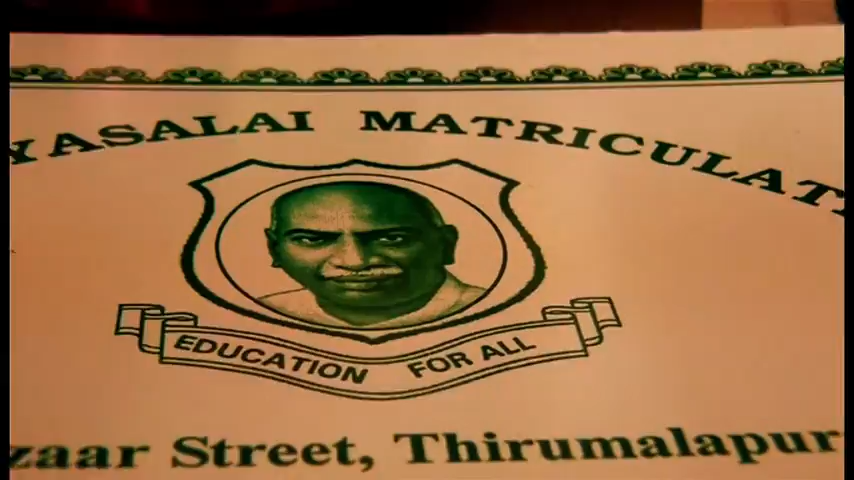 YASALAI MATRICULAT
EDUCATION FOR ALL
zaar Street, Thirumalapur